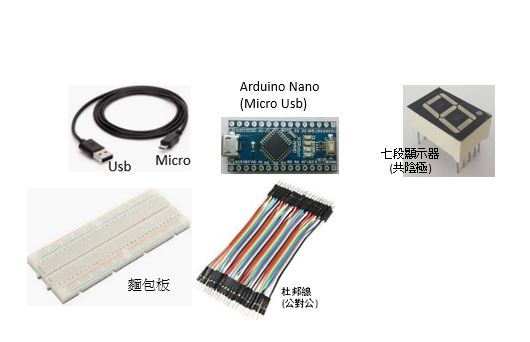 Arduino Nano
(Micro Usb)
Usb
Micro
七段顯示器
(共陰極)
麵包板
杜邦線
(公對公)